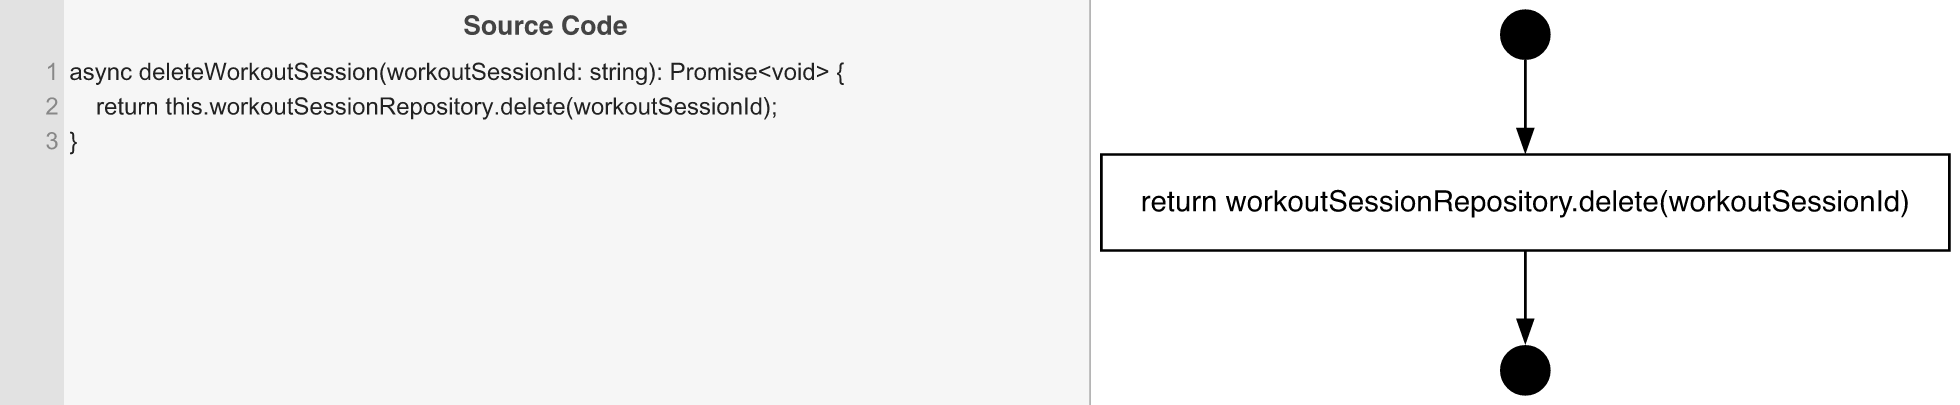 Source Code
1 async deleteWorkoutSession(workoutSessionId: string): Promise<void> {
2 return this.workoutSessionRepository.delete(workoutSessionId);
3 }
return workoutSessionRepository.delete(workoutSessionId)